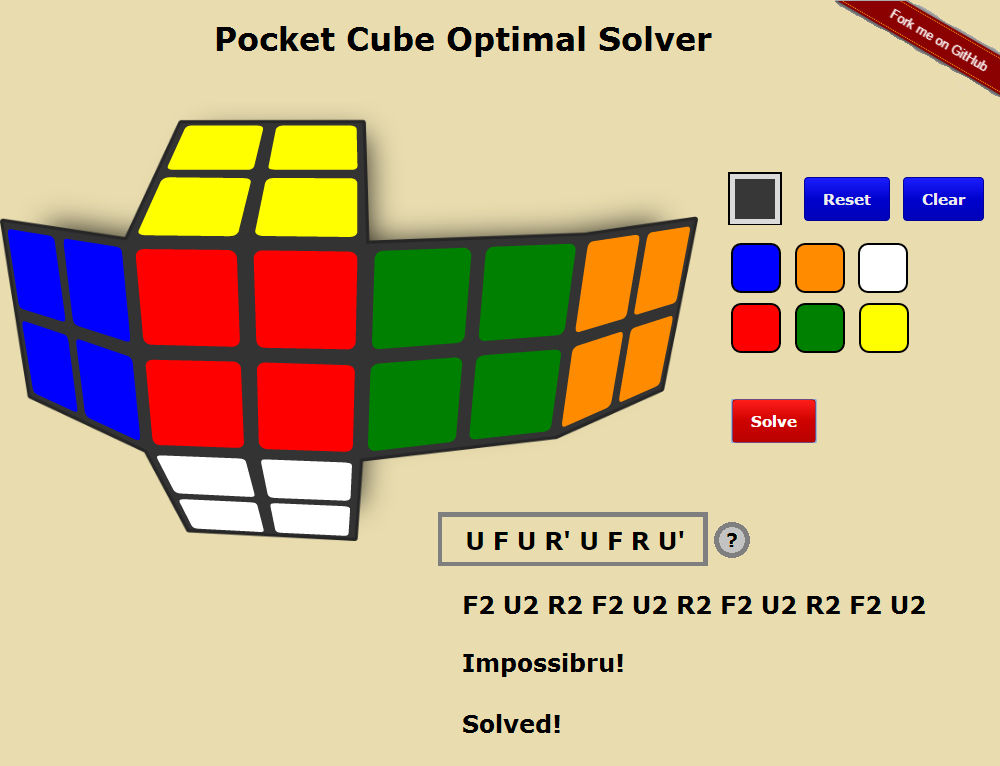 Pocket Cube Optimal Solver
Fork me on GitHub
Reset
Clear
Solve
U F U R' U F R U'
?
F2 U2 R2 F2 U2 R2 F2 U2 R2 F2 U2
Impossibru!
Solved!